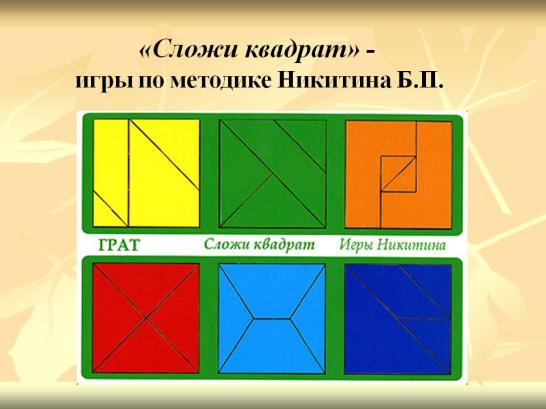 «Сложи квадрат» -
игры по методике Никитина Б.П.
ГРАТ Сложи квадрат Игры Никитина